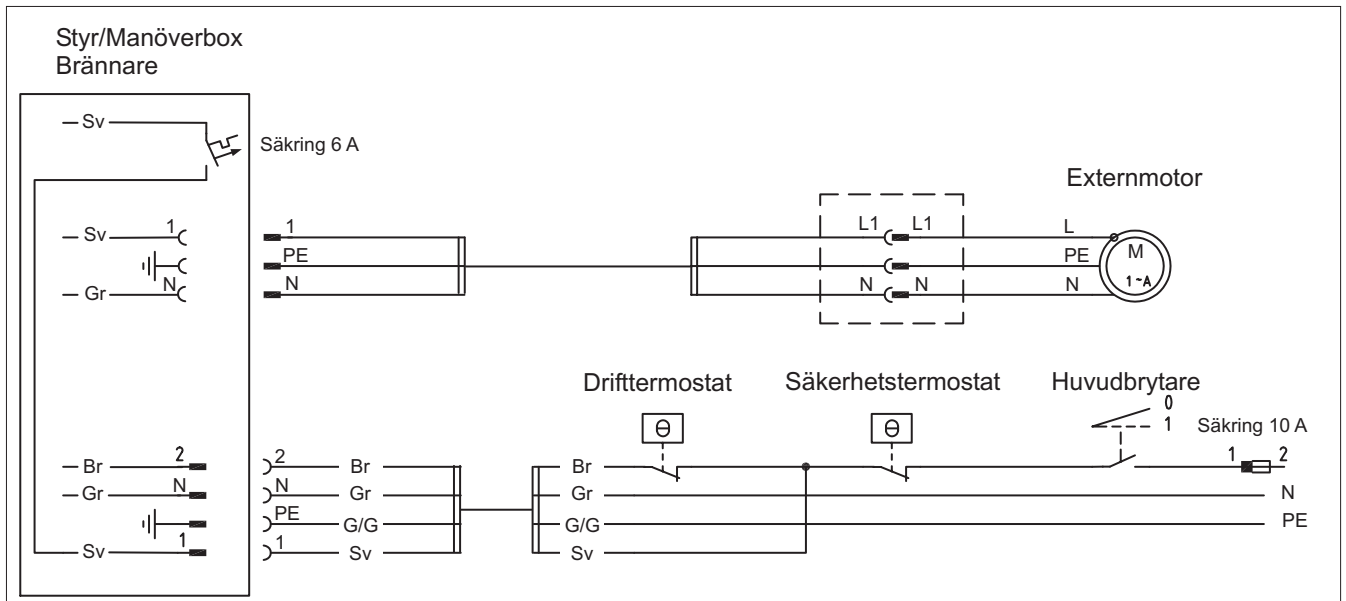 Styr/Manöverbox
Brännare
Sv
Säkring 6 A
Externmotor
Sv 1 1 L1 L1 L
PE PE M
Gr N N N N N 1~A
Drifttermostat Säkerhetstermostat Huvudbrytare
0
θ θ 1 Säkring 10 A
Br 2 2 Br Br 1 2
Gr N N Gr Gr N
PE G/G G/G PE
Sv 1 1 Sv Sv